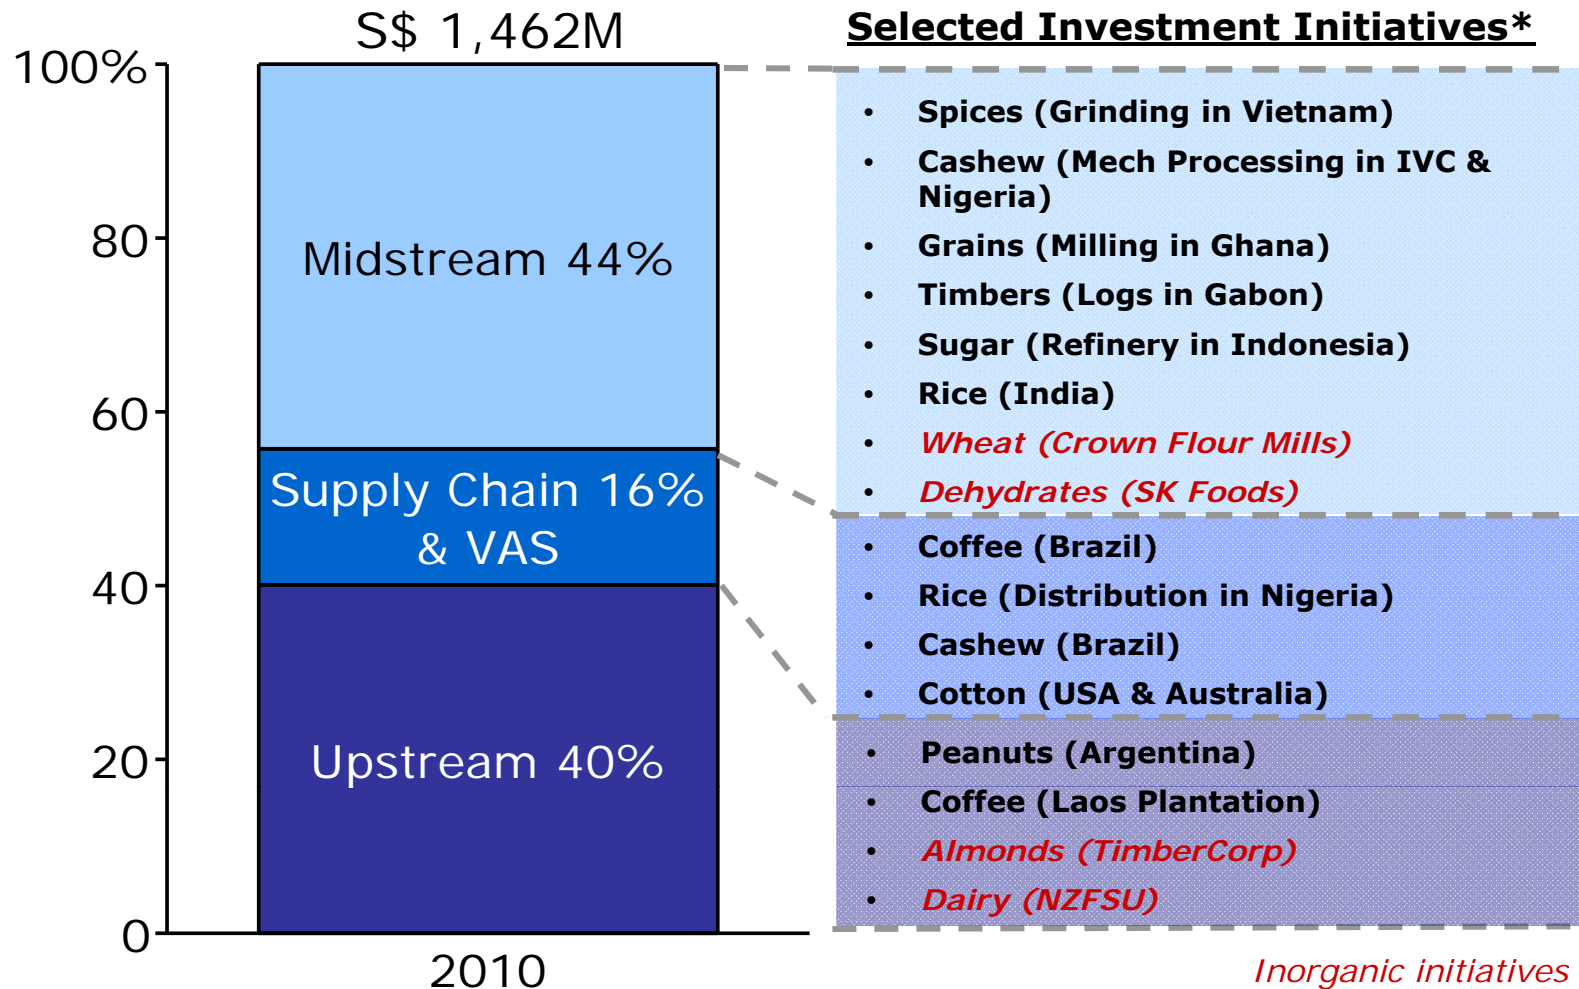 S$ 1,462M
Selected Investment Initiatives*
100%
80
60
40
20
0
Midstream 44%
Supply Chain 16%
& VAS
Upstream 40%
2010
• Spices (Grinding in Vietnam)
• Cashew (Mech Processing in IVC &
Nigeria)
• Grains (Milling in Ghana)
• Timbers (Logs in Gabon)
• Sugar (Refinery in Indonesia)
• Rice (India)
• Wheat (Crown Flour Mills)
• Dehydrates (SK Foods)
• Coffee (Brazil)
• Rice (Distribution in Nigeria)
• Cashew (Brazil)
• Cotton (USA & Australia)
• Peanuts (Argentina)
• Coffee (Laos Plantation)
• Almonds (TimberCorp)
• Dairy (NZFSU)
Inorganic initiatives